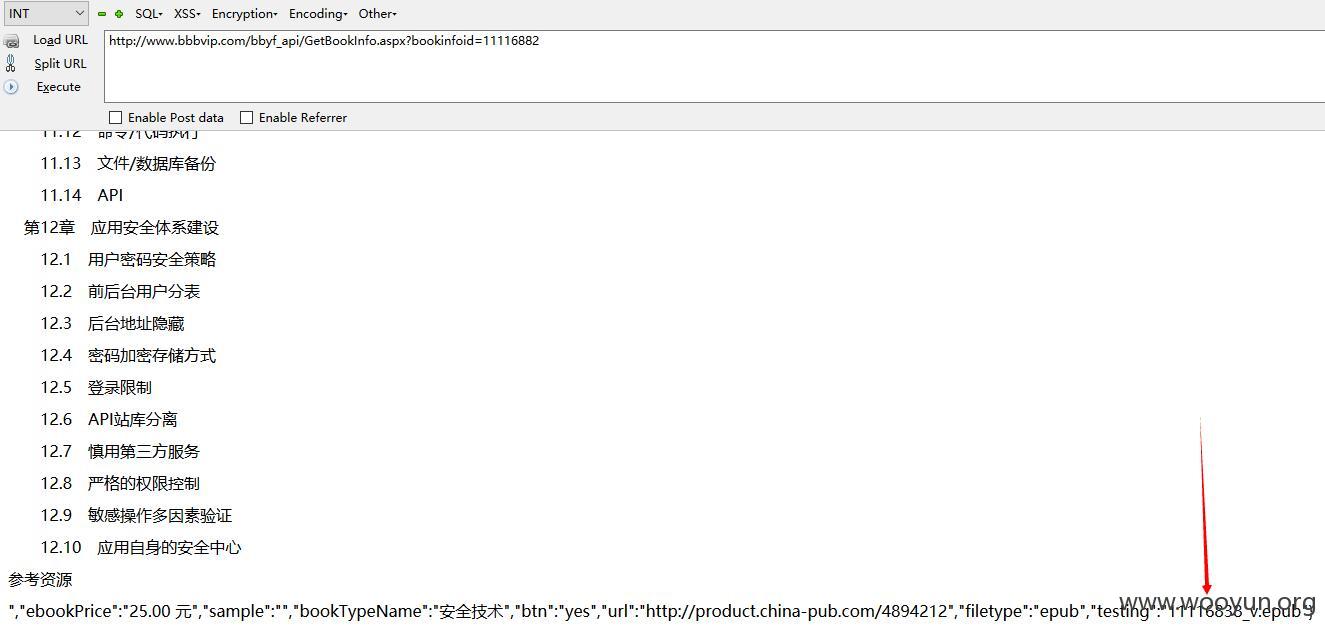 INT SQL XSS Encryption Encoding Other
Load URL http://www.bbbvip.com/bbyf_api/GetBookInfo.aspx?bookinfoid=11116882
Split URL
Execute
Enable Post data Enable Referrer
11.12 命令/代码执行
11.13 文件/数据库备份
11.14 API
第12章 应用安全体系建设
12.1 用户密码安全策略
12.2 前后台用户分表
12.3 后台地址隐藏
12.4 密码加密存储方式
12.5 登录限制
12.6 API站库分离
12.7 慎用第三方服务
12.8 严格的权限控制
12.9 敏感操作多因素验证
12.10 应用自身的安全中心
参考资源
","ebookPrice":"25.00 元","sample":"","bookTypeName":"安全技术","btn":"yes","url":"http://product.china-pub.com/4894212","filetype":"epub","testing":"11116838_v.epub"}
www.wooyun.org